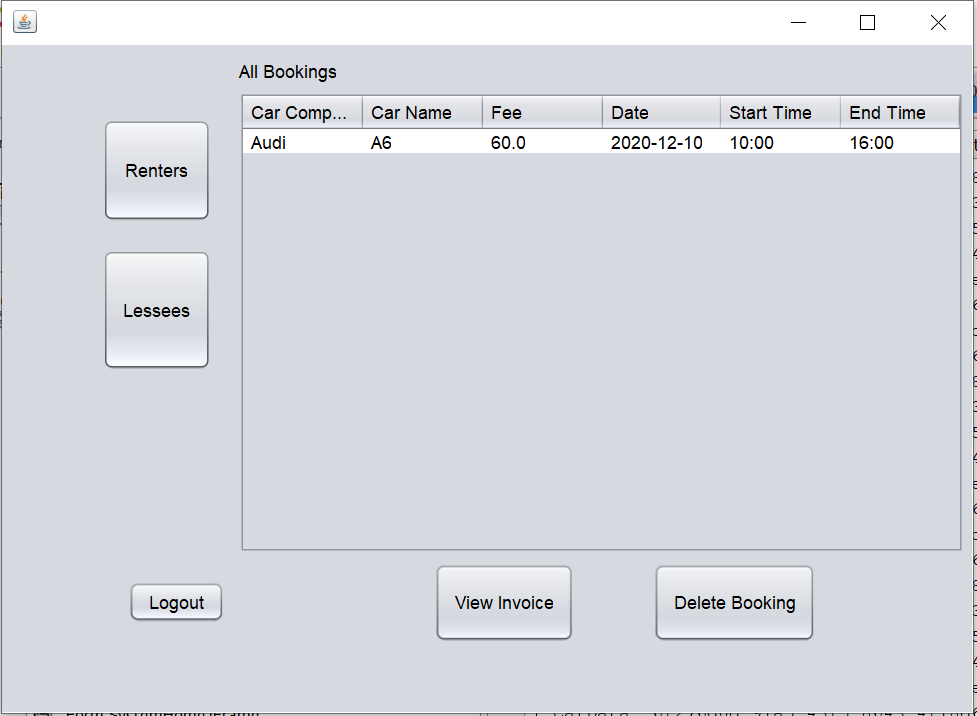 All Bookings
Car Comp... Car Name Fee Date Start Time End Time
Audi A6 60.0 2020-12-10 10:00 16:00
Renters
Lessees
Logout View Invoice Delete Booking